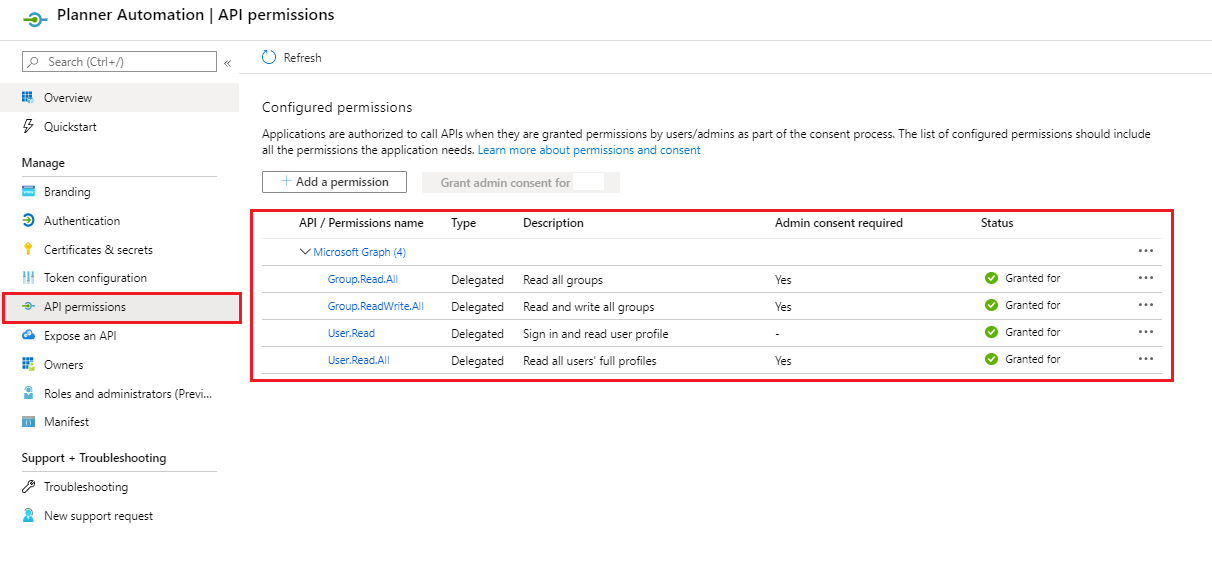 Planner Automation | API permissions
Search (Ctrl+/)
«
Refresh
Overview
Quickstart
Manage
Branding
Authentication
Certificates & secrets
Token configuration
API permissions
Expose an API
Owners
Roles and administrators (Previ...
Manifest
Support + Troubleshooting
Troubleshooting
New support request
Configured permissions
Applications are authorized to call APIs when they are granted permissions by users/admins as part of the consent process. The list of configured permissions should include
all the permissions the application needs. Learn more about permissions and consent
+ Add a permission
Grant admin consent for
API / Permissions name Type Description Admin consent required Status
Microsoft Graph (4) ...
Group.Read.All Delegated Read all groups Yes Granted for ...
Group.ReadWrite.All Delegated Read and write all groups Yes Granted for ...
User.Read Delegated Sign in and read user profile - Granted for ...
User.Read.All Delegated Read all users' full profiles Yes Granted for ...